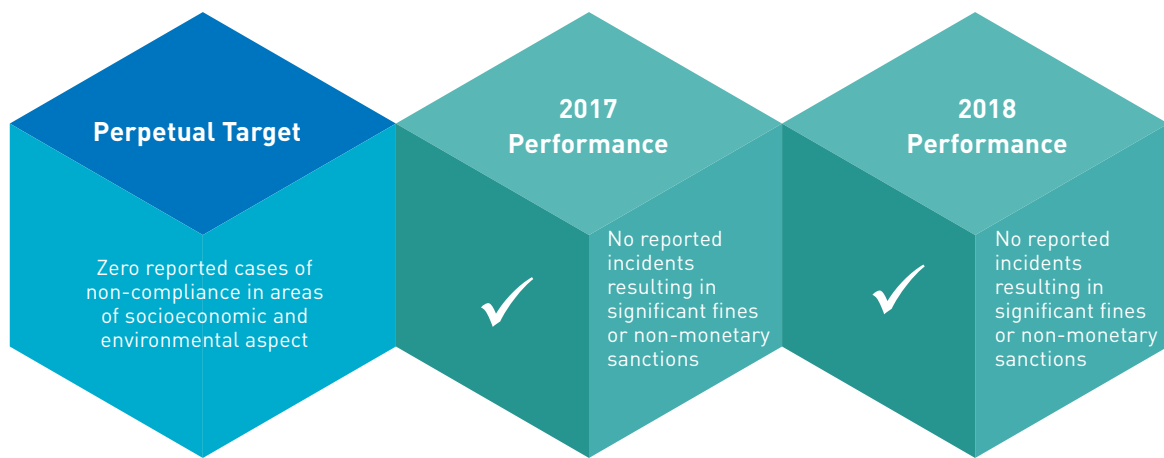 Perpetual Target
Zero reported cases of
non-compliance in areas
of socioeconomic and
environmental aspect
2017
Performance
No reported
incidents
resulting in
significant fines
or non-monetary
sanctions
2018
Performance
No reported
incidents
resulting in
significant fines
or non-monetary
sanctions